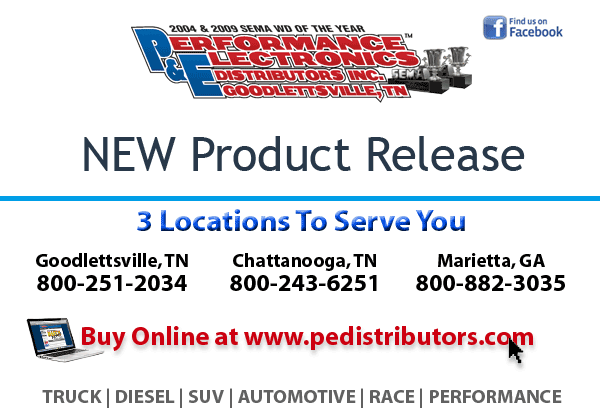 2004 & 2009 SEMA WD OF THE YEAR
Find us on
Facebook
PERFORMANCE™
& ELECTRONICS
DISTRIBUTORS INC.
GOODLETTSVILLE, TN
SEMA
NEW Product Release
3 Locations To Serve You
Goodlettsville, TN Chattanooga, TN Marietta, GA
800-251-2034 800-243-6251 800-882-3035
Buy Online at www.pedistributors.com
TRUCK | DIESEL | SUV | AUTOMOTIVE | RACE | PERFORMANCE